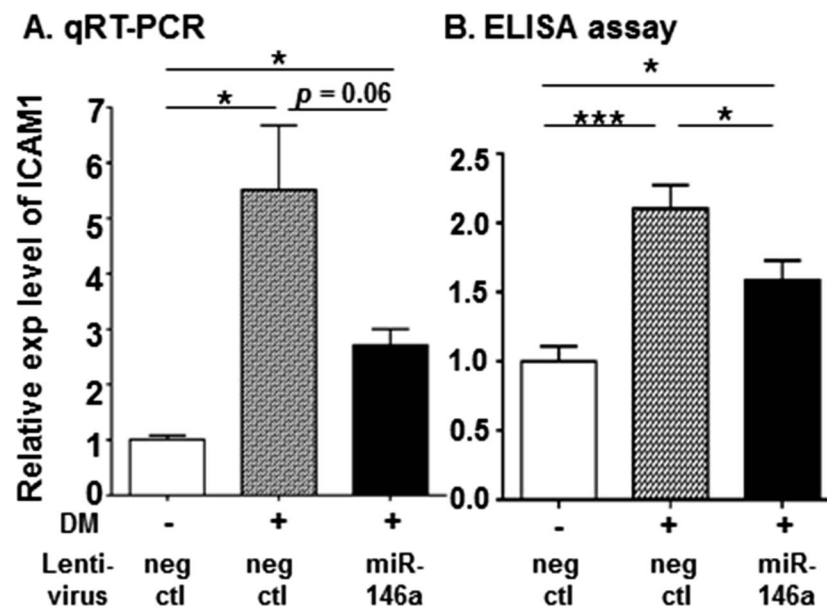 A. qRT-PCR
B. ELISA assay
*
*
p = 0.06
*
***
*
Relative exp level of ICAM1
7
6
5
4
3
2
1
0
2.5
2.0
1.5
1.0
0.5
0.0
DM - + + - + +
Lenti- neg neg miR- neg neg miR-
virus ctl ctl 146a ctl ctl 146a